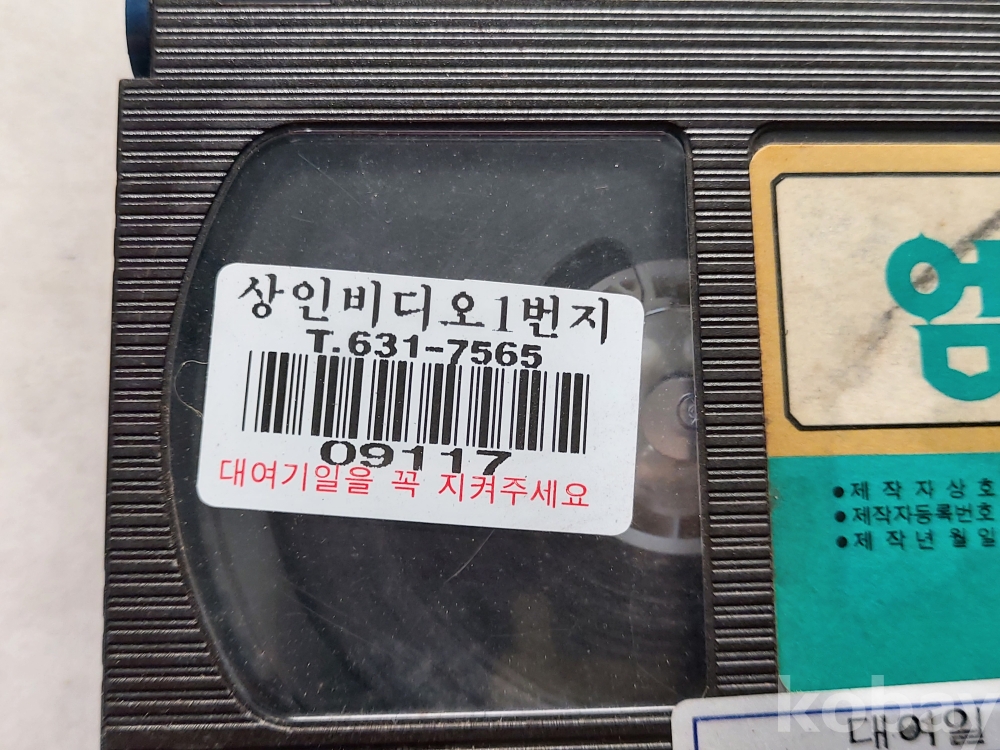 상인비디오1번지
T.631-7565
09117
대여기일을 꼭 지켜주세요
엄
●제 작 자 상 호
●제작자등록번호
●제 작 년 월 일
대여일